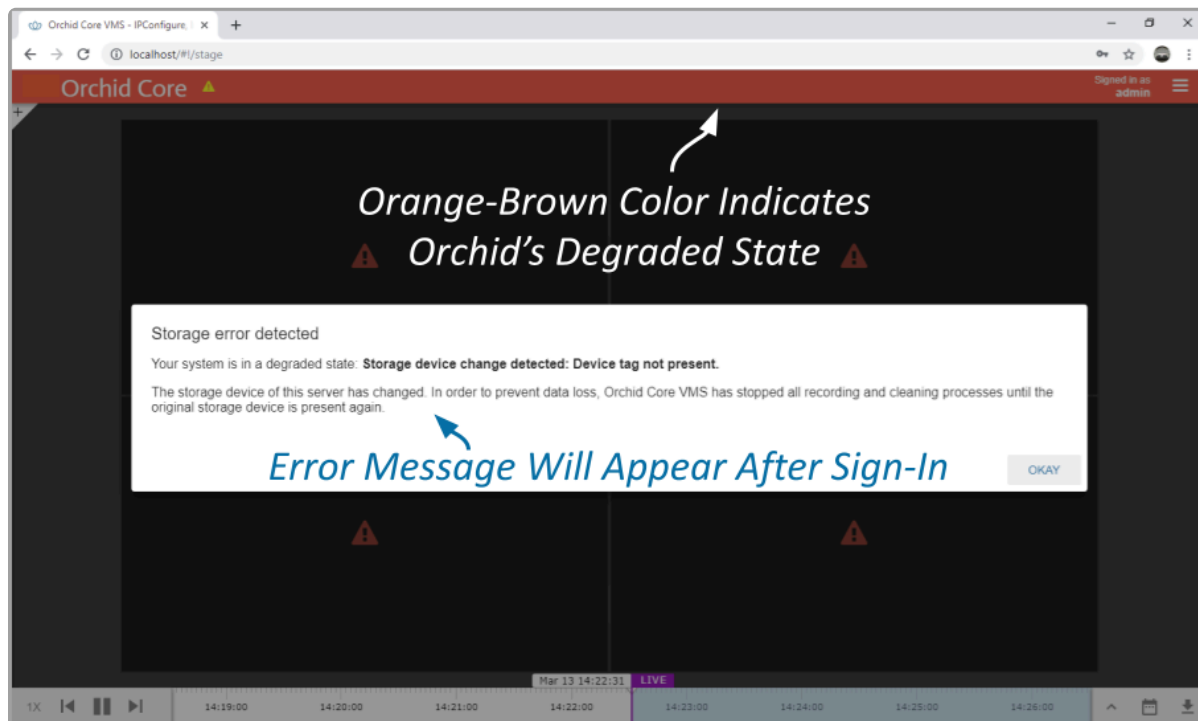 Orchid Core VMS - IPConfigure,
localhost/#!/stage
Orchid Core
Signed in as
admin
Orange-Brown Color Indicates
Orchid's Degraded State
Storage error detected
Your system is in a degraded state: Storage device change detected: Device tag not present.
The storage device of this server has changed. In order to prevent data loss, Orchid Core VMS has stopped all recording and cleaning processes until the
original storage device is present again.
Error Message Will Appear After Sign-In
OKAY
Mar 13 14:22:31
LIVE
1X
14:19:00
14:20:00
14:21:00
14:22:00
14:23:00
14:24:00
14:25:00
14:26:00